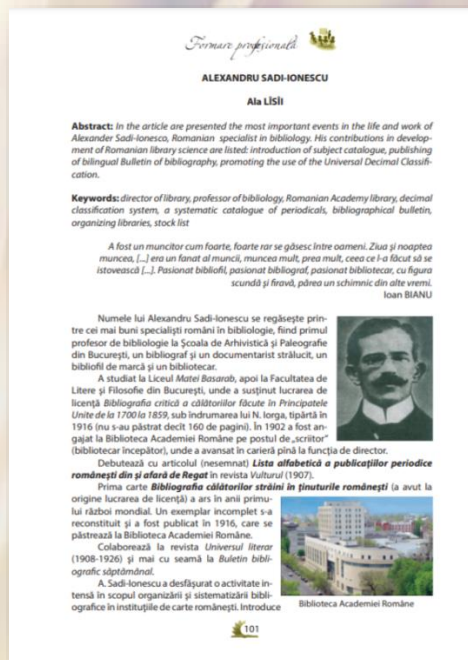 Formare profesională
ALEXANDRU SADI-IONESCU
Ala LÎSÎI
Abstract: In the article are presented the most important events in the life and work of
Alexander Sadi-Ionesco, Romanian specialist in bibliology. His contributions in develop-
ment of Romanian library science are listed: introduction of subject catalogue, publishing
of bilingual Bulletin of bibliography, promoting the use of the Universal Decimal Classifi-
cation.
Keywords: director of library, professor of bibliology, Romanian Academy library, decimal
classification system, a systematic catalogue of periodicals, bibliographical bulletin,
organizing libraries, stock list
A fost un muncitor cum foarte, foarte rar se găsesc între oameni. Ziua și noaptea
muncea, [...] era un fanat al muncii, muncea mult, prea mult, ceea ce l-a făcut să se
istovească [...]. Pasionat bibliofil, pasionat bibliograf, pasionat bibliotecar, cu figura
scundă și firavă, părea un schimnic din alte vremi.
Ioan BIANU
Numele lui Alexandru Sadi-Ionescu se regăsește prin-
tre cei mai buni specialiști români în bibliologie, fiind primul
profesor de bibliologie la Școala de Arhivistică și Paleografie
din București, un bibliograf și un documentarist strălucit, un
bibliofil de marcă și un bibliotecar.
A studiat la Liceul Matei Basarab, apoi la Facultatea de
Litere și Filosofie din București, unde a susținut lucrarea de
licență Bibliografia critică a călătoriilor făcute în Principatele
Unite de la 1700 la 1859, sub îndrumarea lui N. Iorga, tipărtă în
1916 (nu s-au păstrat decît 160 de pagini). În 1902 a fost an-
gajat la Biblioteca Academiei Române pe postul de „scriitor”
(bibliotecar începător), unde a avansat în carieră pînă la funcția de director.
Debutează cu articolul (nesemnat) Lista alfabetică a publicațiilor periodice
românești din și afară de Regat în revista Vulturul (1907).
Prima carte Bibliografia călătorilor străini în ținuturile românești (a avut la
origine lucrarea de licență) a ars în anii primu-
lui război mondial. Un exemplar incomplet s-a
reconstituit și a fost publicat în 1916, care se
păstrează la Biblioteca Academiei Române.
Colaborează la revista Universul literar
(1908-1926) și mai cu seamă la Buletin bibli-
ografic săptămânal.
A. Sadi-Ionescu a desfășurat o activitate in-
tensă în scopul organizării și sistematizării bibli-
ografice în instituțiile de carte românești. Introduce
Biblioteca Academiei Române
101